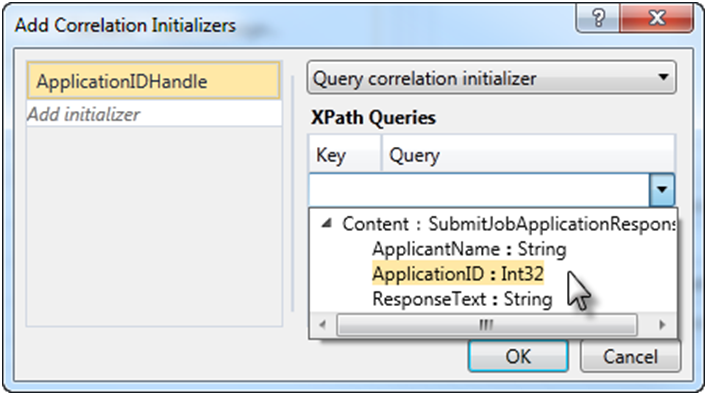 Add Correlation Initializers
ApplicationIDHandle
Add initializer
Query correlation initializer
XPath Queries
Key Query
Content : SubmitJobApplicationRespons
ApplicantName : String
ApplicationID : Int32
ResponseText : String
OK Cancel